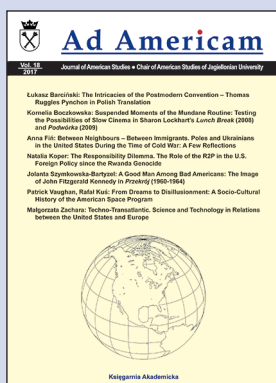 Ad Americam
Vol. 18
2017
Journal of American Studies ● Chair of American Studies of Jagiellonian University
Łukasz Barciński: The Intricacies of the Postmodern Convention – Thomas
Ruggles Pynchon in Polish Translation
Kornelia Boczkowska: Suspended Moments of the Mundane Routine: Testing
the Possibilities of Slow Cinema in Sharon Lockhart's Lunch Break (2008)
and Podwórka (2009)
Anna Fiń: Between Neighbours – Between Immigrants. Poles and Ukrainians
in the United States During the Time of Cold War: A Few Reflections
Natalia Koper: The Responsibility Dilemma. The Role of the R2P in the U.S.
Foreign Policy since the Rwanda Genocide
Jolanta Szymkowska-Bartyzel: A Good Man Among Bad Americans: The Image
of John Fitzgerald Kennedy in Przekrój (1960-1964)
Patrick Vaughan, Rafał Kuś: From Dreams to Disillusionment: A Socio-Cultural
History of the American Space Program
Małgorzata Zachara: Techno-Transatlantic. Science and Technology in Relations
between the United States and Europe
Księgarnia Akademicka